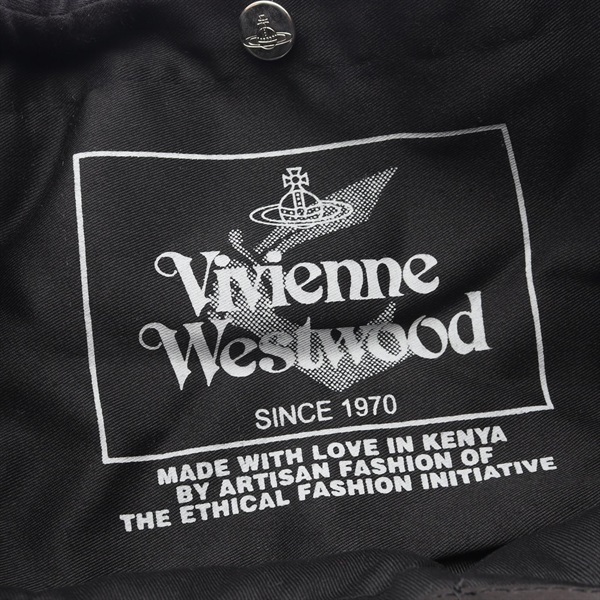 Vivienne
Westwood
SINCE 1970
MADE WITH LOVE IN KENYA
BY ARTISAN FASHION OF
THE ETHICAL FASHION INITIATIVE